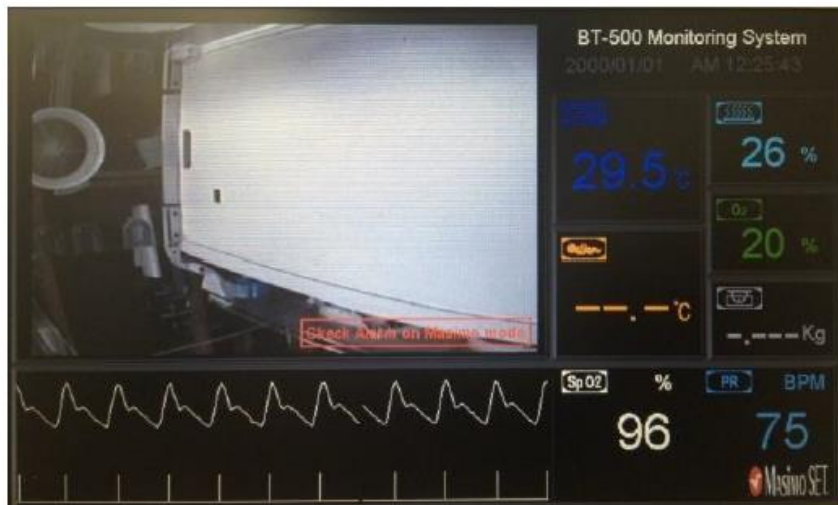 BT-500 Monitoring System
2000/01/01 AM 12:25:43
29.5 °C
26 %
O₂
20 %
--.- °C
-.--- Kg
Skeck Alarm on Masimo mode
SpO2 %
96
PR BPM
75
Masimo SET